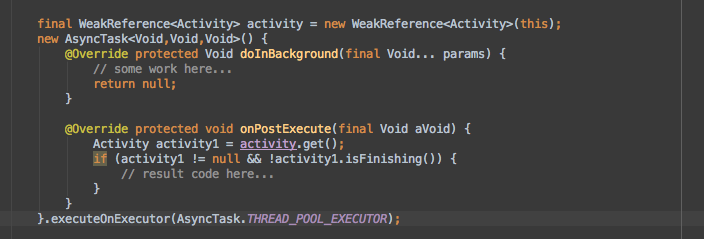 final WeakReference<Activity> activity = new WeakReference<Activity>(this);
new AsyncTask<Void,Void,Void>() {
    @Override protected Void doInBackground(final Void... params) {
        // some work here...
        return null;
    }

    @Override protected void onPostExecute(final Void aVoid) {
        Activity activity1 = activity.get();
        if (activity1 != null && !activity1.isFinishing()) {
            // result code here...
        }
    }
}.executeOnExecutor(AsyncTask.THREAD_POOL_EXECUTOR);